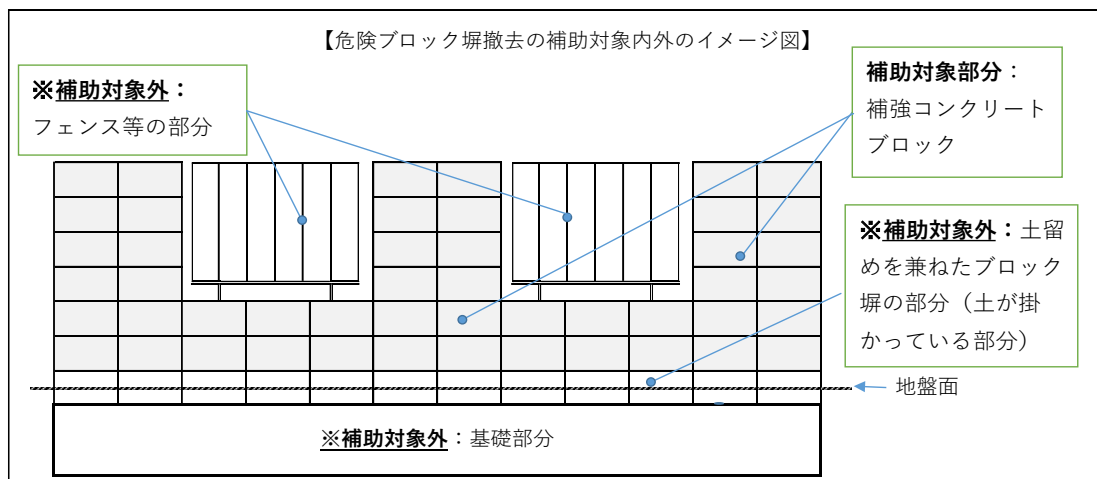 【危険ブロック塀撤去の補助対象内外のイメージ図】
※補助対象外：
フェンス等の部分
補助対象部分：
補強コンクリート
ブロック
※補助対象外：土留
めを兼ねたブロック
塀の部分（土が掛
かっている部分）
地盤面
※補助対象外：基礎部分